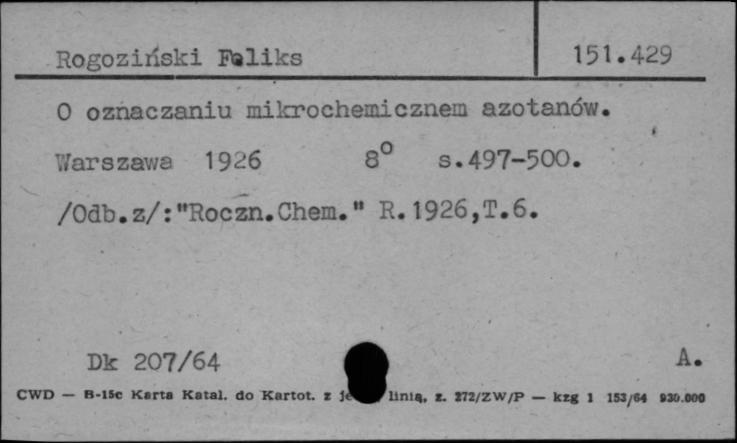 Rogoziński Feliks 151.429
O oznaczaniu mikrochemicznem azotanów.
Warszawa 1926 8° s.497-500.
/Odb.z/:"Roczn.Chem." R.1926,T.6.
Dk 207/64 A.
CWD — B-15c Karta Katal. do Kartot. z linią, z. 272/ZW/P — kzg 1 153/64 930.000